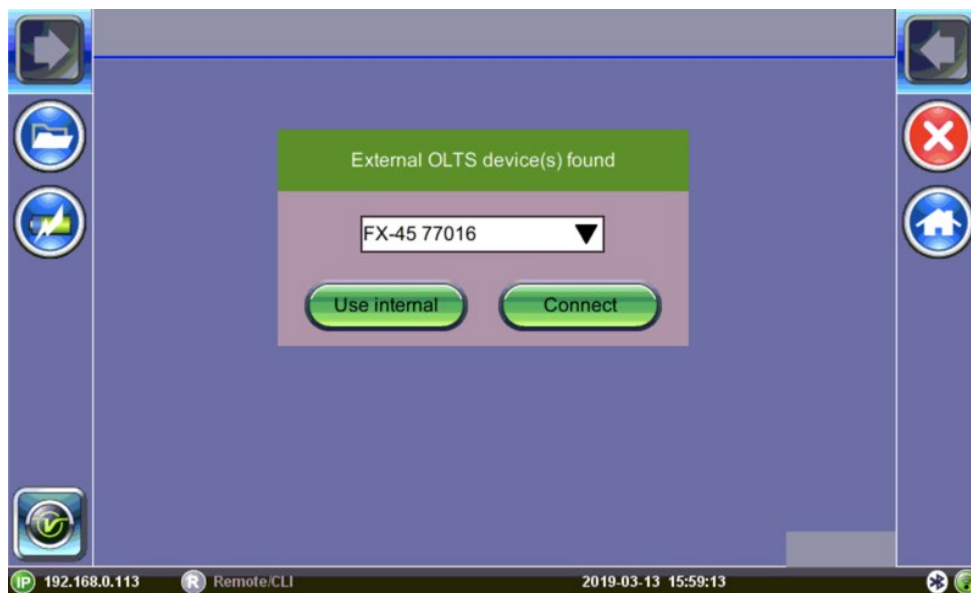 External OLTS device(s) found
FX-45 77016
Use internal
Connect
IP 192.168.0.113
R Remote/CLI
2019-03-13 15:59:13